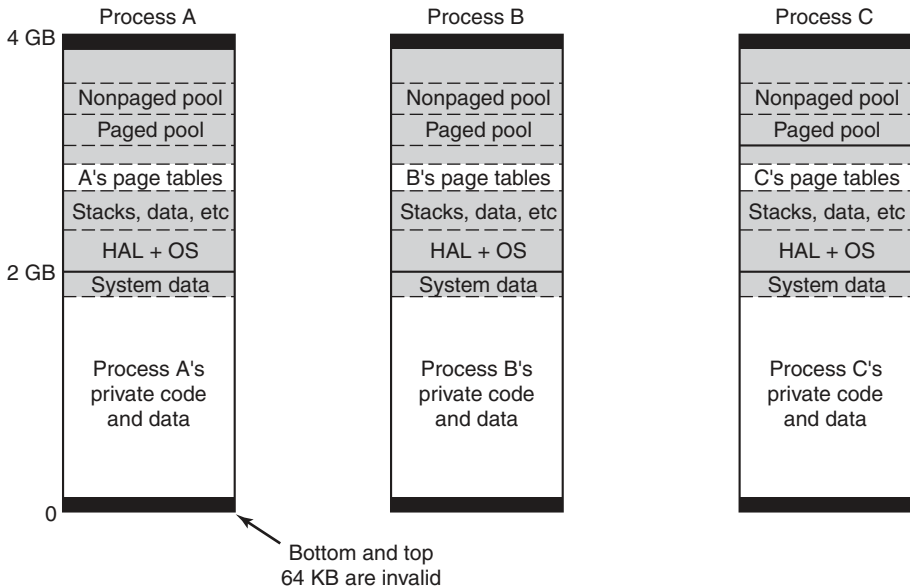 Process A
Process B
Process C
4 GB
Nonpaged pool
Paged pool
A's page tables
Stacks, data, etc
HAL + OS
2 GB
System data
Process A's
private code
and data
0
Nonpaged pool
Paged pool
B's page tables
Stacks, data, etc
HAL + OS
System data
Process B's
private code
and data
Nonpaged pool
Paged pool
C's page tables
Stacks, data, etc
HAL + OS
System data
Process C's
private code
and data
Bottom and top
64 KB are invalid